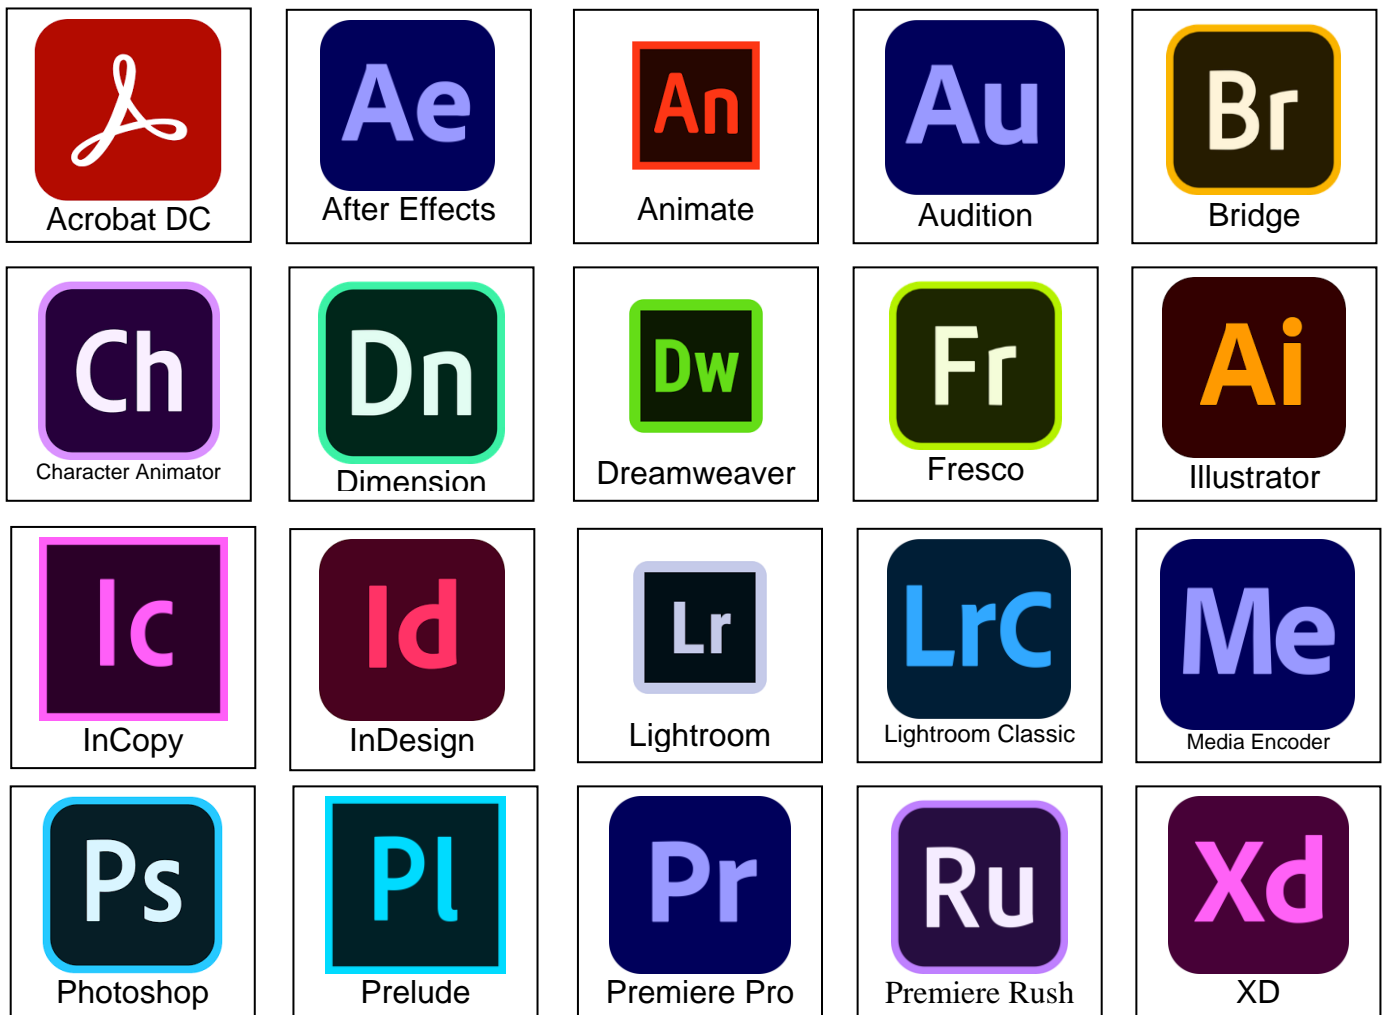 Ae An Au Br
Acrobat DC After Effects Animate Audition Bridge
Ch Dn Dw Fr Ai
Character Animator Dimension Dreamweaver Fresco Illustrator
Ic Id Lr LrC Me
InCopy InDesign Lightroom Lightroom Classic Media Encoder
Ps Pl Pr Ru Xd
Photoshop Prelude Premiere Pro Premiere Rush XD